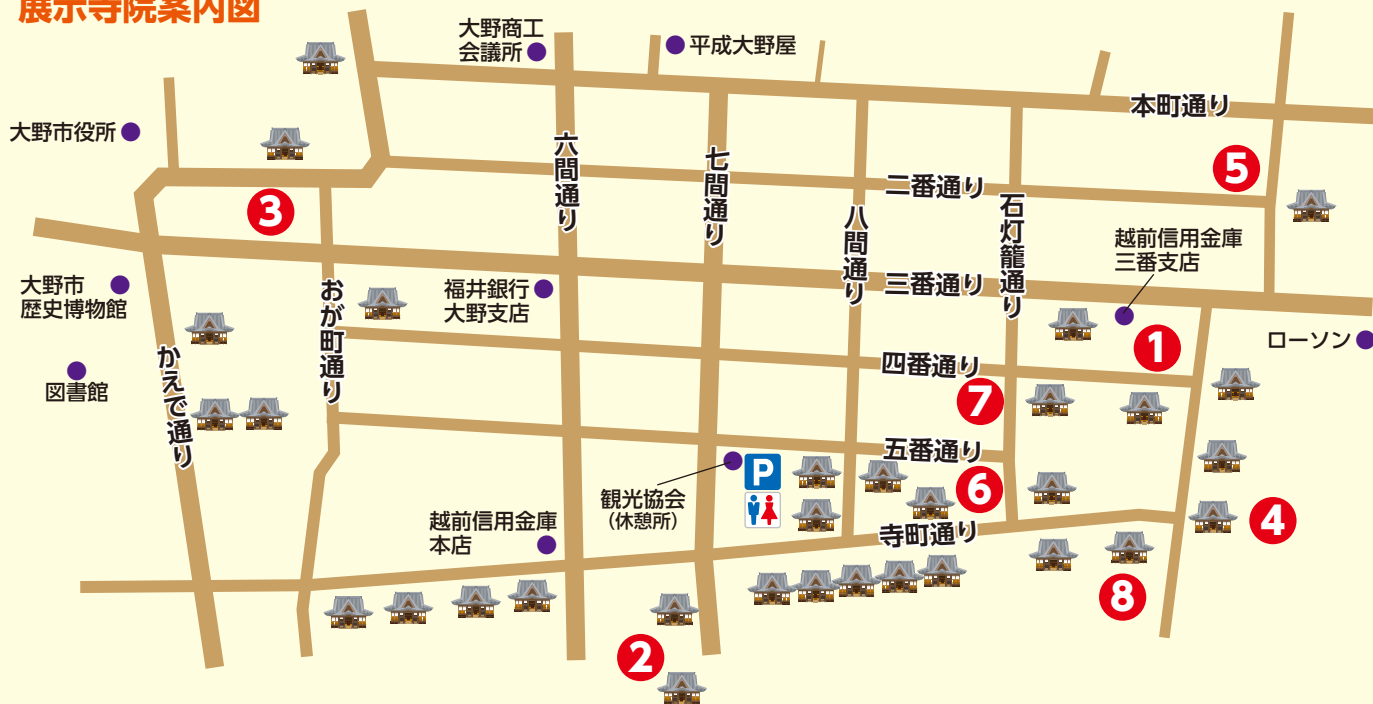 展示寺院案内図
大野商工
会議所
平成大野屋
本町通り
大野市役所
六間通り
七間通り
二番通り
5
3
八間通り
石灯籠通り
越前信用金庫
三番支店
大野市
歴史博物館
おが町通り
福井銀行
大野支店
三番通り
1
ローソン
図書館
かえで通り
四番通り
7
五番通り
P
6
観光協会
(休憩所)
越前信用金庫
本店
寺町通り
4
8
2